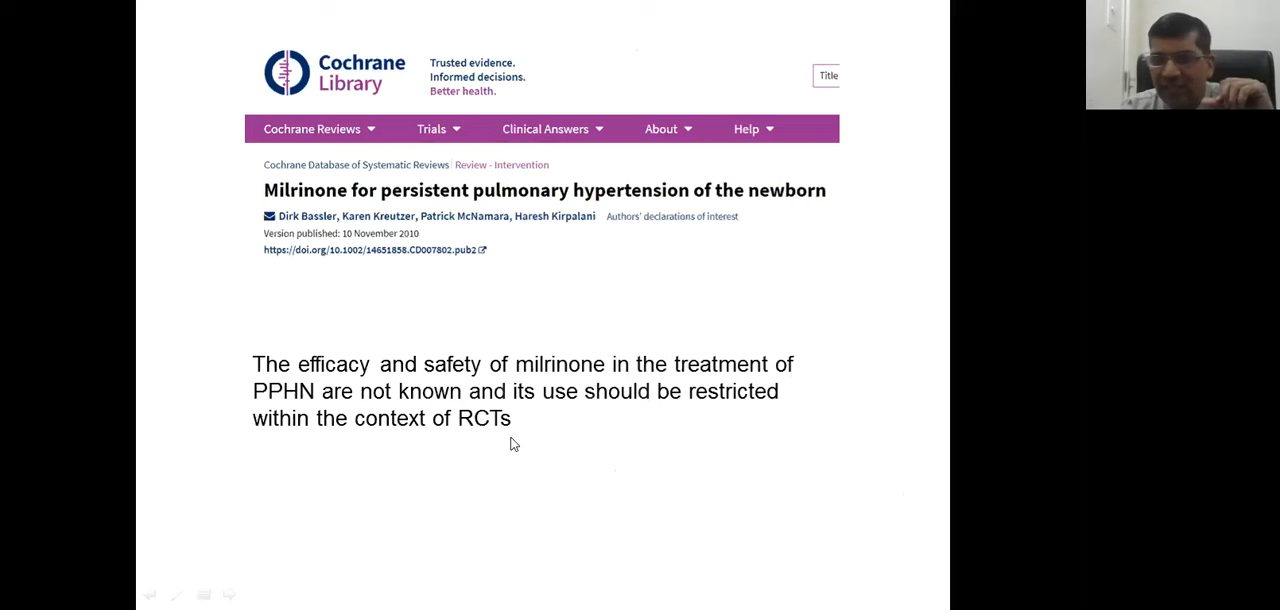 Cochrane
Library
Trusted evidence.
Informed decisions.
Better health.
Title
Cochrane Reviews
Trials
Clinical Answers
About
Help
Cochrane Database of Systematic Reviews Review - Intervention
Milrinone for persistent pulmonary hypertension of the newborn
Dirk Bassler, Karen Kreutzer, Patrick McNamara, Haresh Kirpalani Authors' declarations of interest
Version published: 10 November 2010
https://doi.org/10.1002/14651858.CD007802.pub2
The efficacy and safety of milrinone in the treatment of
PPHN are not known and its use should be restricted
within the context of RCTs